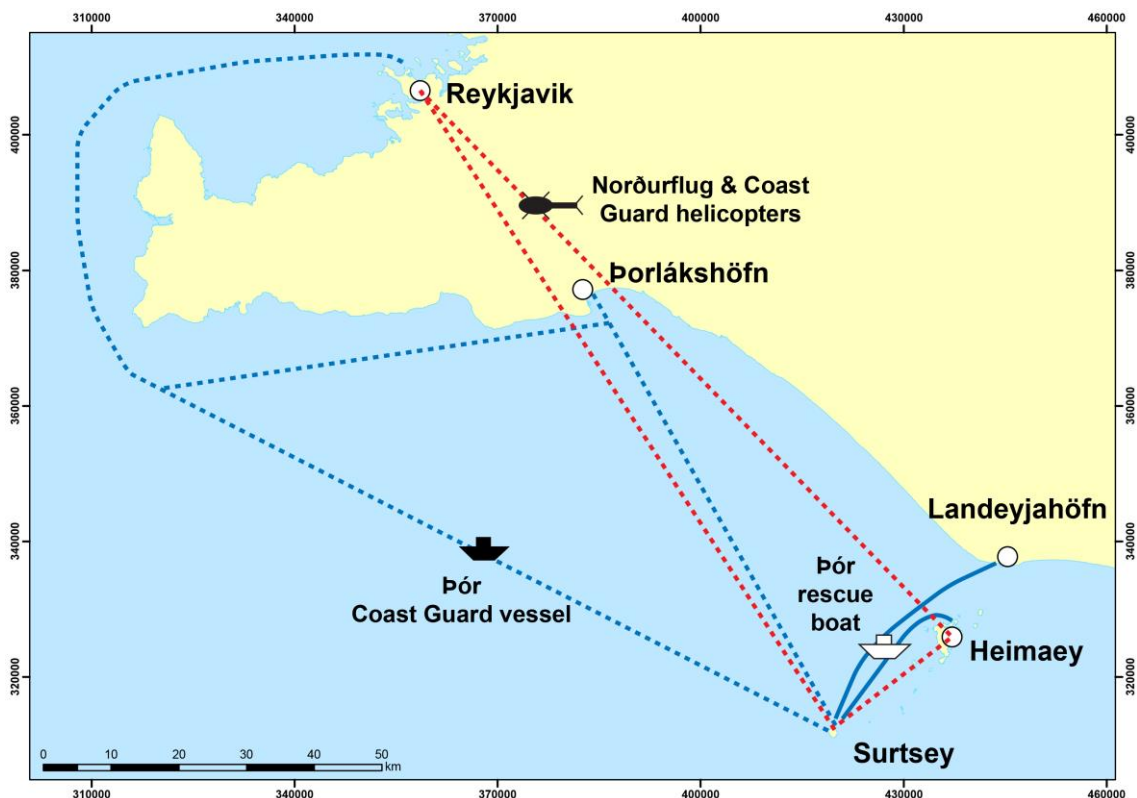 310000 340000 370000 400000 430000 460000
Reykjavik
400000 400000
Norðurflug & Coast
Guard helicopters
Þorlákshöfn
380000 380000
360000 360000
Landeyjahöfn
340000 340000
Þór
Coast Guard vessel
Þór
rescue
boat
Heimaey
320000 320000
Surtsey
0 10 20 30 40 50
km
310000 340000 370000 400000 430000 460000